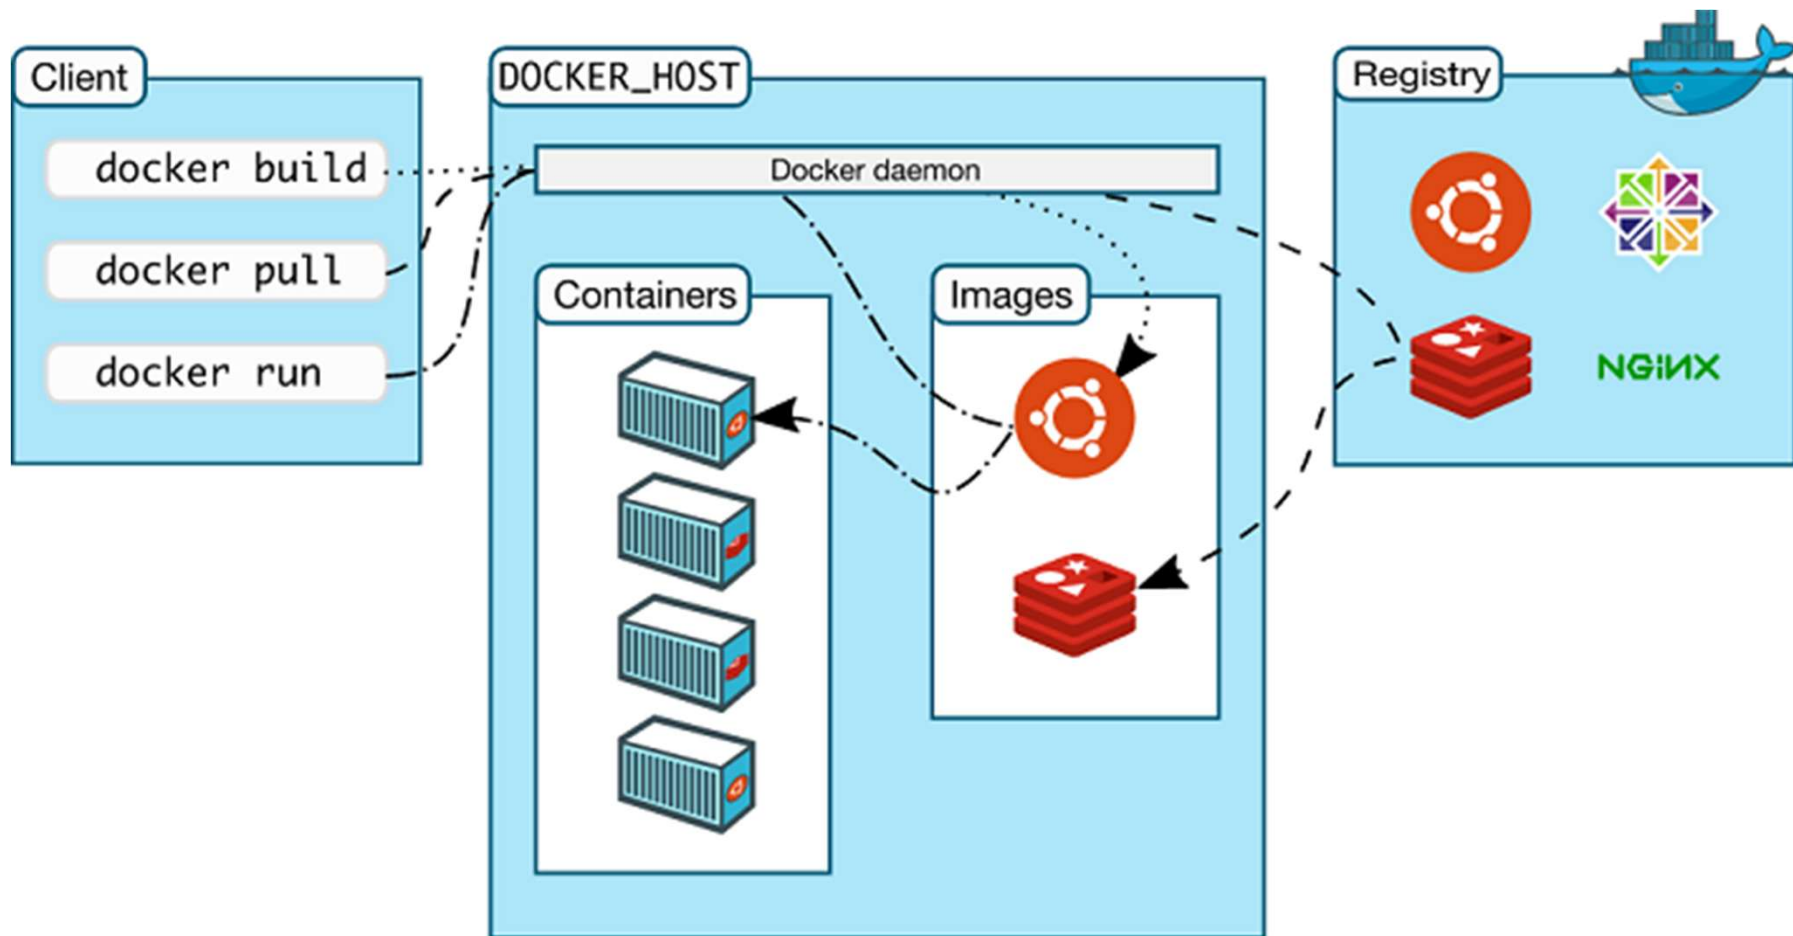 Client
docker build
docker pull
docker run
DOCKER_HOST
Docker daemon
Containers
Images
Registry
NGiNX